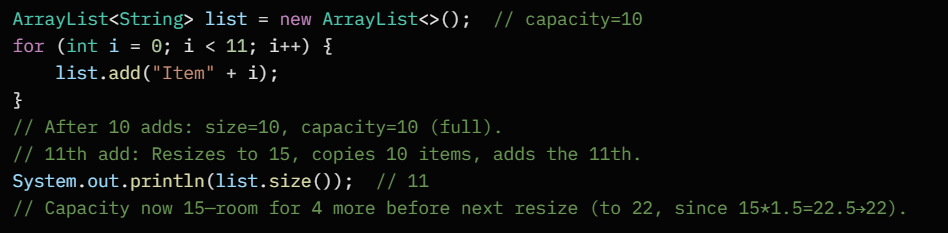 ArrayList<String> list = new ArrayList<>();  // capacity=10
for (int i = 0; i < 11; i++) {
    list.add("Item" + i);
}
// After 10 adds: size=10, capacity=10 (full).
// 11th add: Resizes to 15, copies 10 items, adds the 11th.
System.out.println(list.size());  // 11
// Capacity now 15—room for 4 more before next resize (to 22, since 15*1.5=22.5→22).